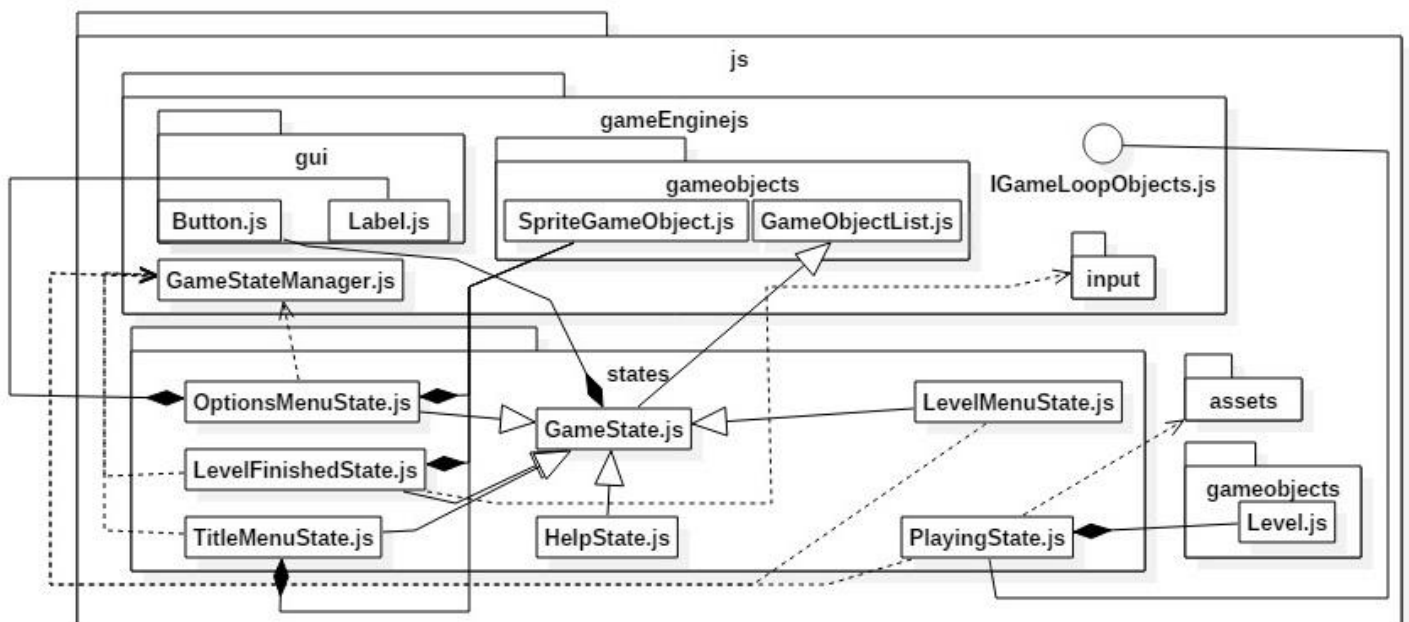 js
gameEnginejs
gui
gameobjects
IGameLoopObjects.js
Button.js
Label.js
SpriteGameObject.js
GameObjectList.js
GameStateManager.js
input
states
OptionsMenuState.js
GameState.js
LevelMenuState.js
assets
LevelFinishedState.js
gameobjects
Level.js
TitleMenuState.js
HelpState.js
PlayingState.js